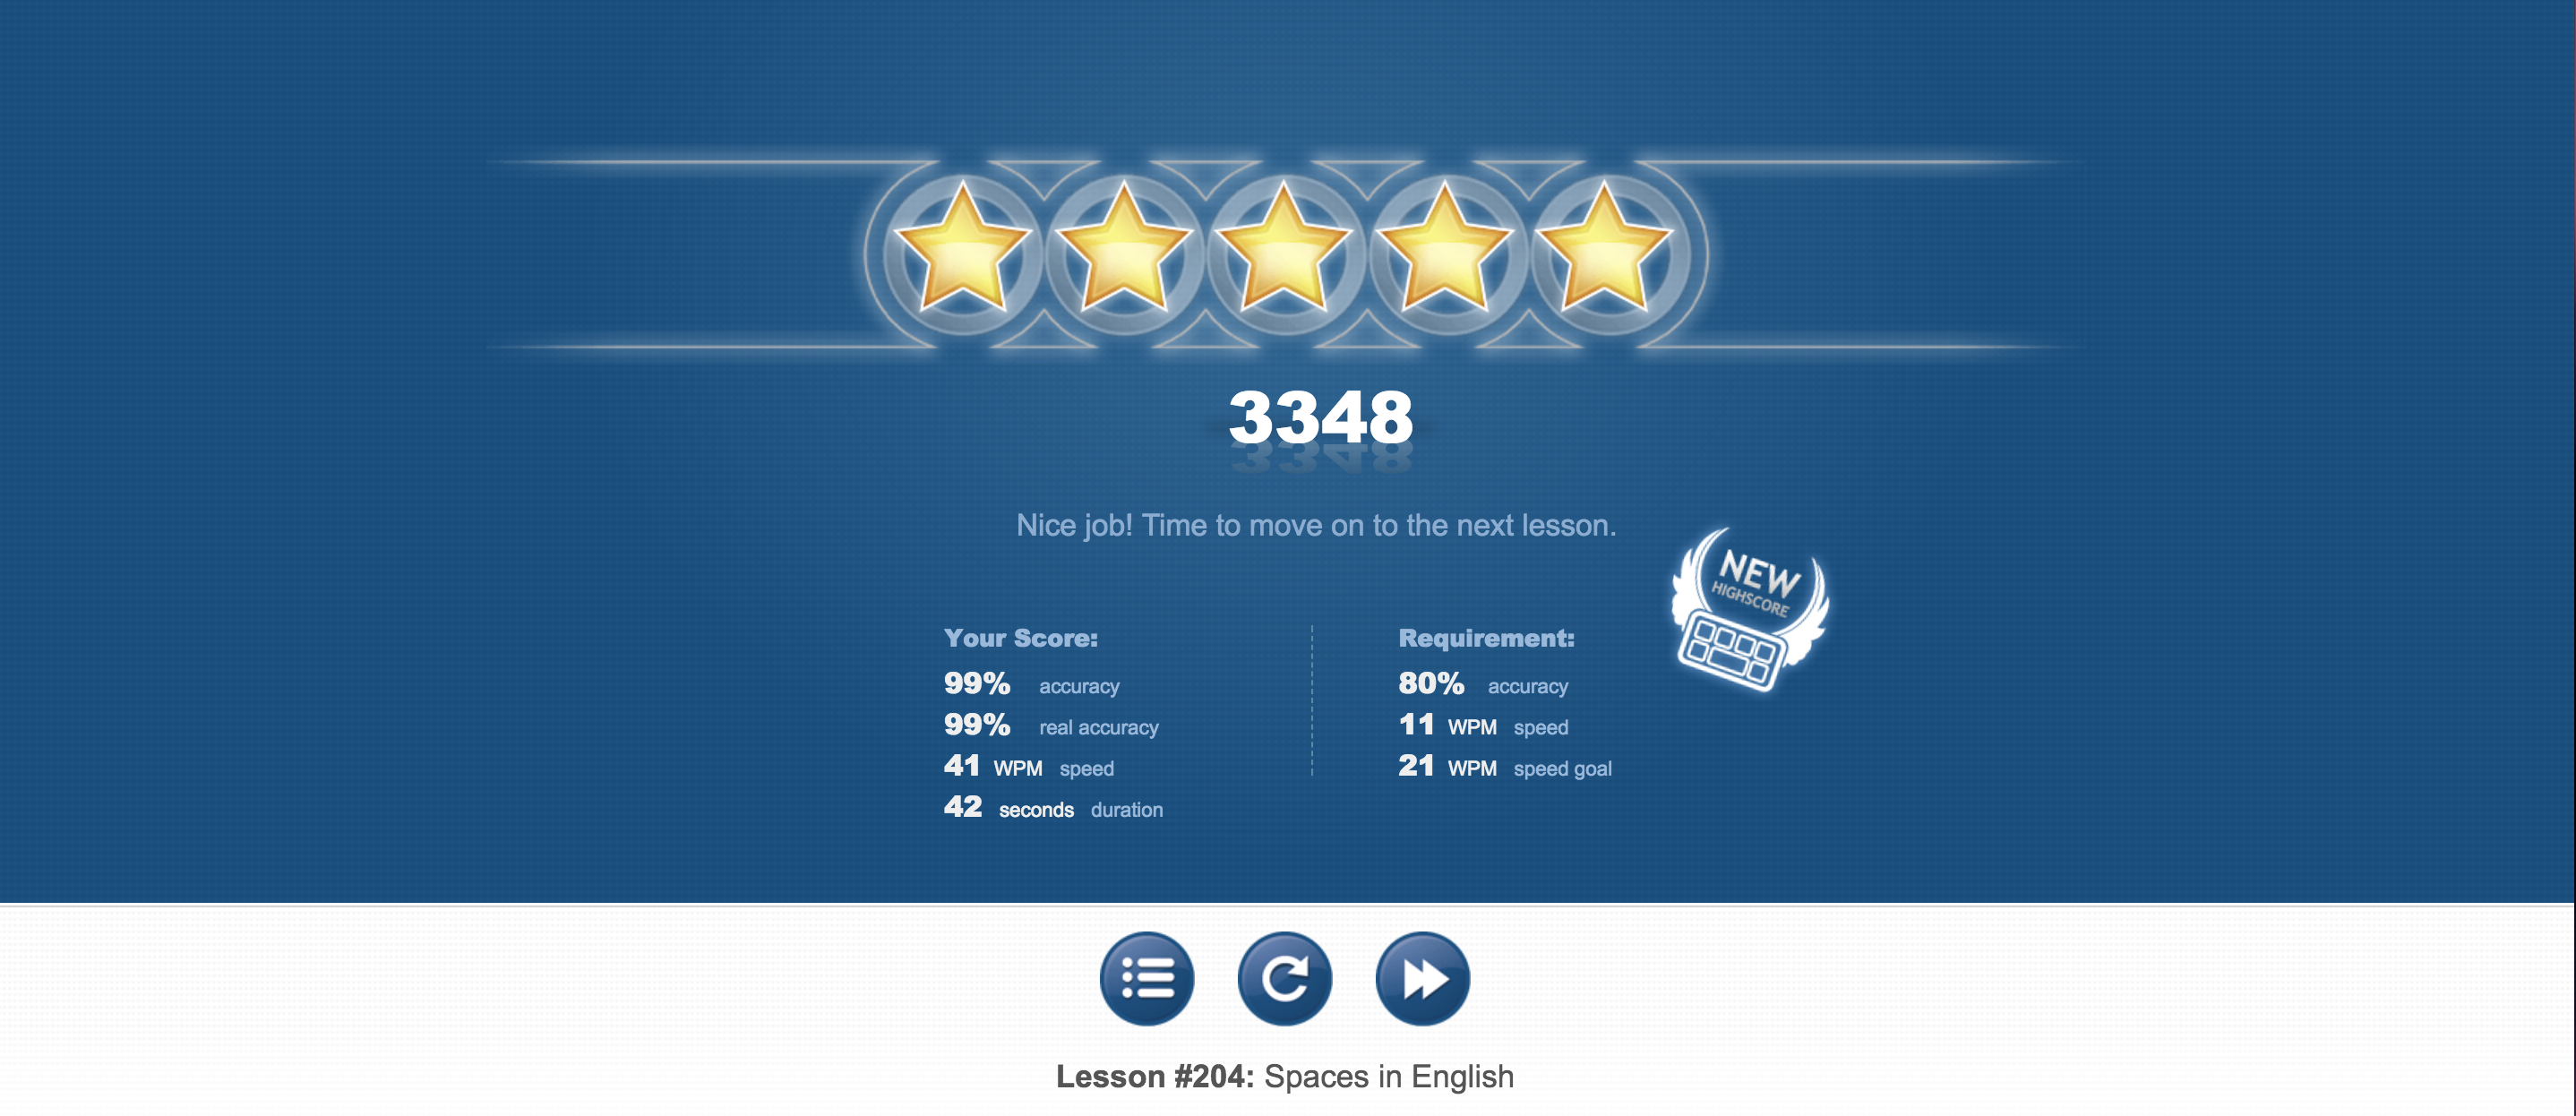 3348
Nice job! Time to move on to the next lesson.
NEW
HIGHSCORE
Your Score:
99% accuracy
99% real accuracy
41 WPM speed
42 seconds duration
Requirement:
80% accuracy
11 WPM speed
21 WPM speed goal
Lesson #204: Spaces in English